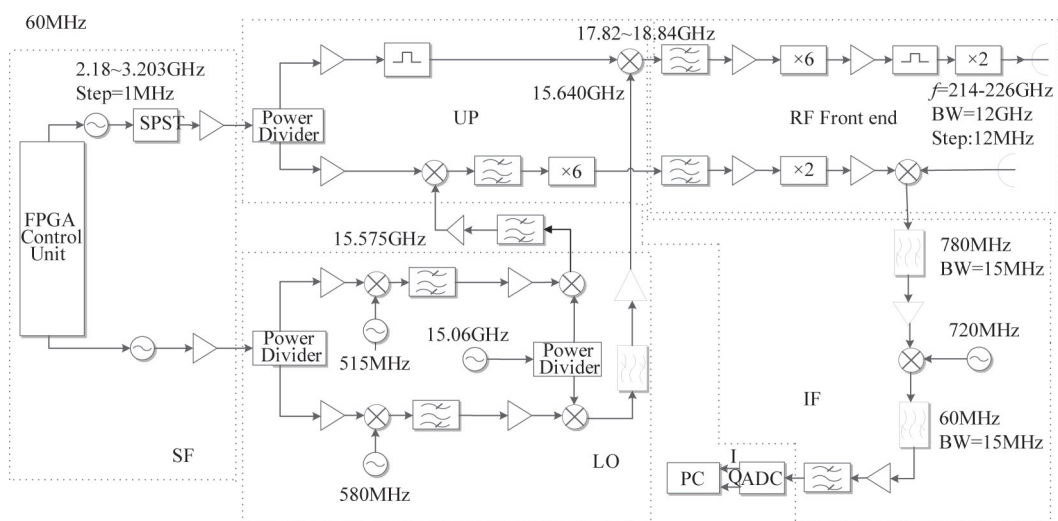 60MHz
17.82~18.84GHz
2.18~3.203GHz
Step=1MHz
SPST
×6
×2
15.640GHz
f=214-226GHz
BW=12GHz
Step:12MHz
Power
Divider
UP
RF Front end
×6
×2
FPGA
Control
Unit
15.575GHz
780MHz
BW=15MHz
Power
Divider
515MHz
15.06GHz
Power
Divider
720MHz
IF
60MHz
BW=15MHz
SF
580MHz
LO
PC
I
Q
ADC